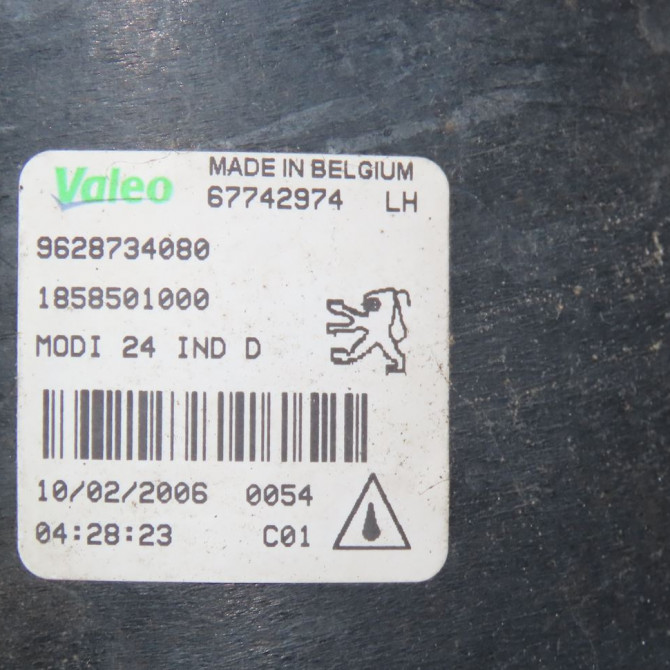 Valeo MADE IN BELGIUM
67742974 LH
9628734080
1858501000
MODI 24 IND D
10/02/2006 0054
04:28:23 C01